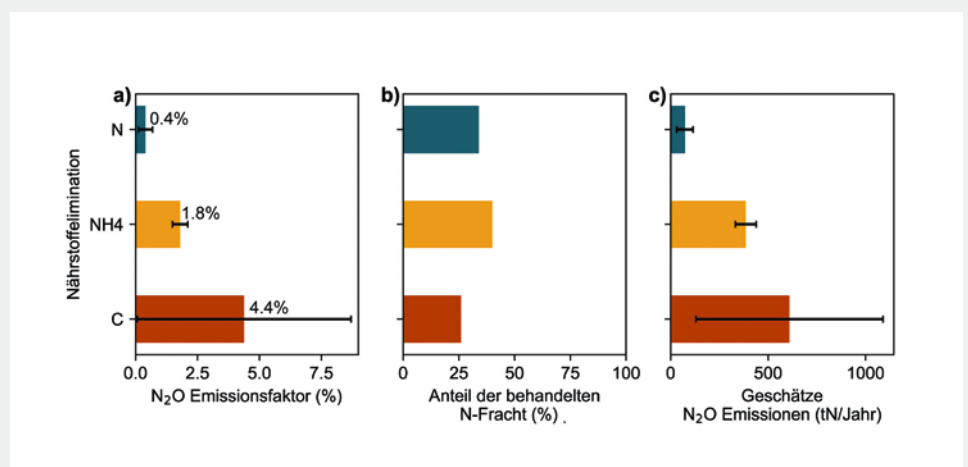 a)
b)
c)
Nährstoffelimination
N
NH4
C
0.4%
1.8%
4.4%
0.0 2.5 5.0 7.5
N₂O Emissionsfaktor (%)
0 25 50 75 100
Anteil der behandelten
N-Fracht (%) .
0 500 1000
Geschätze
N₂O Emissionen (tN/Jahr)